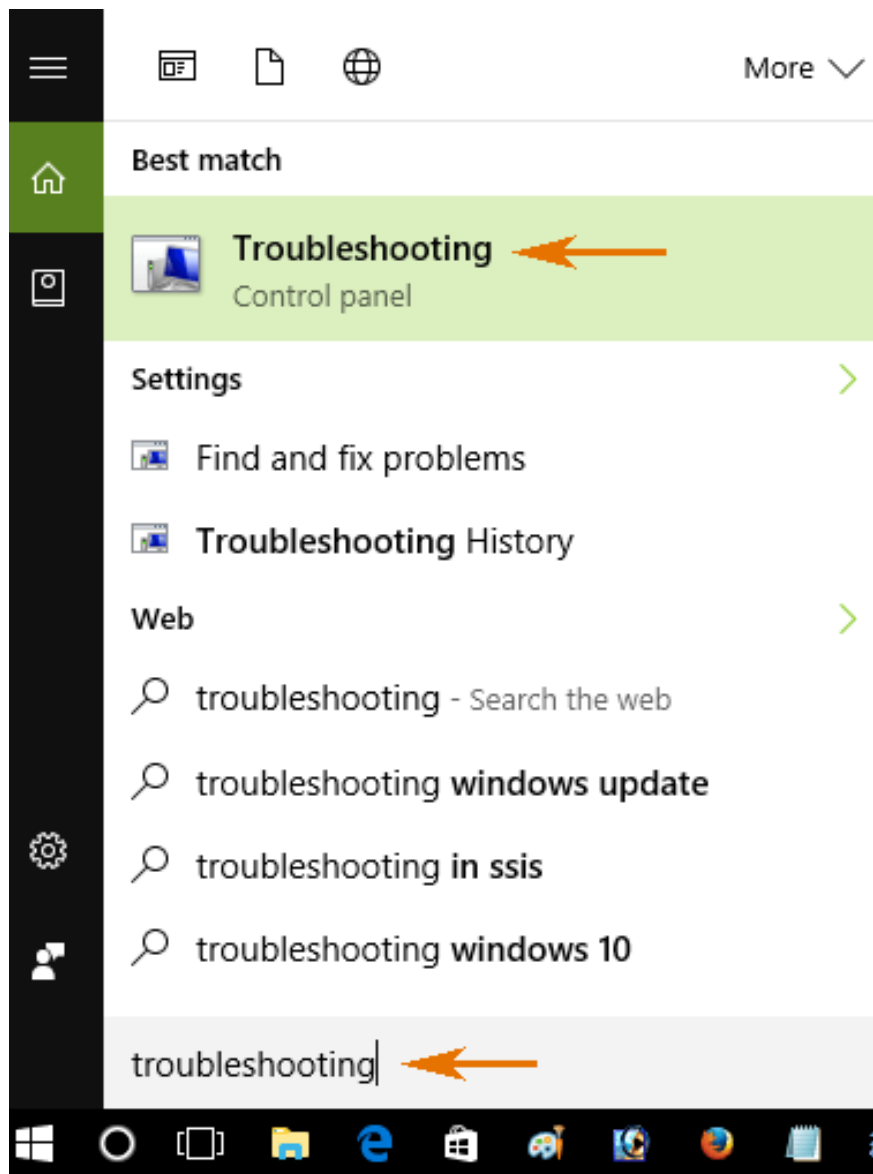 More
Best match
Troubleshooting
Control panel
Settings
Find and fix problems
Troubleshooting History
Web
troubleshooting - Search the web
troubleshooting windows update
troubleshooting in ssis
troubleshooting windows 10
troubleshooting